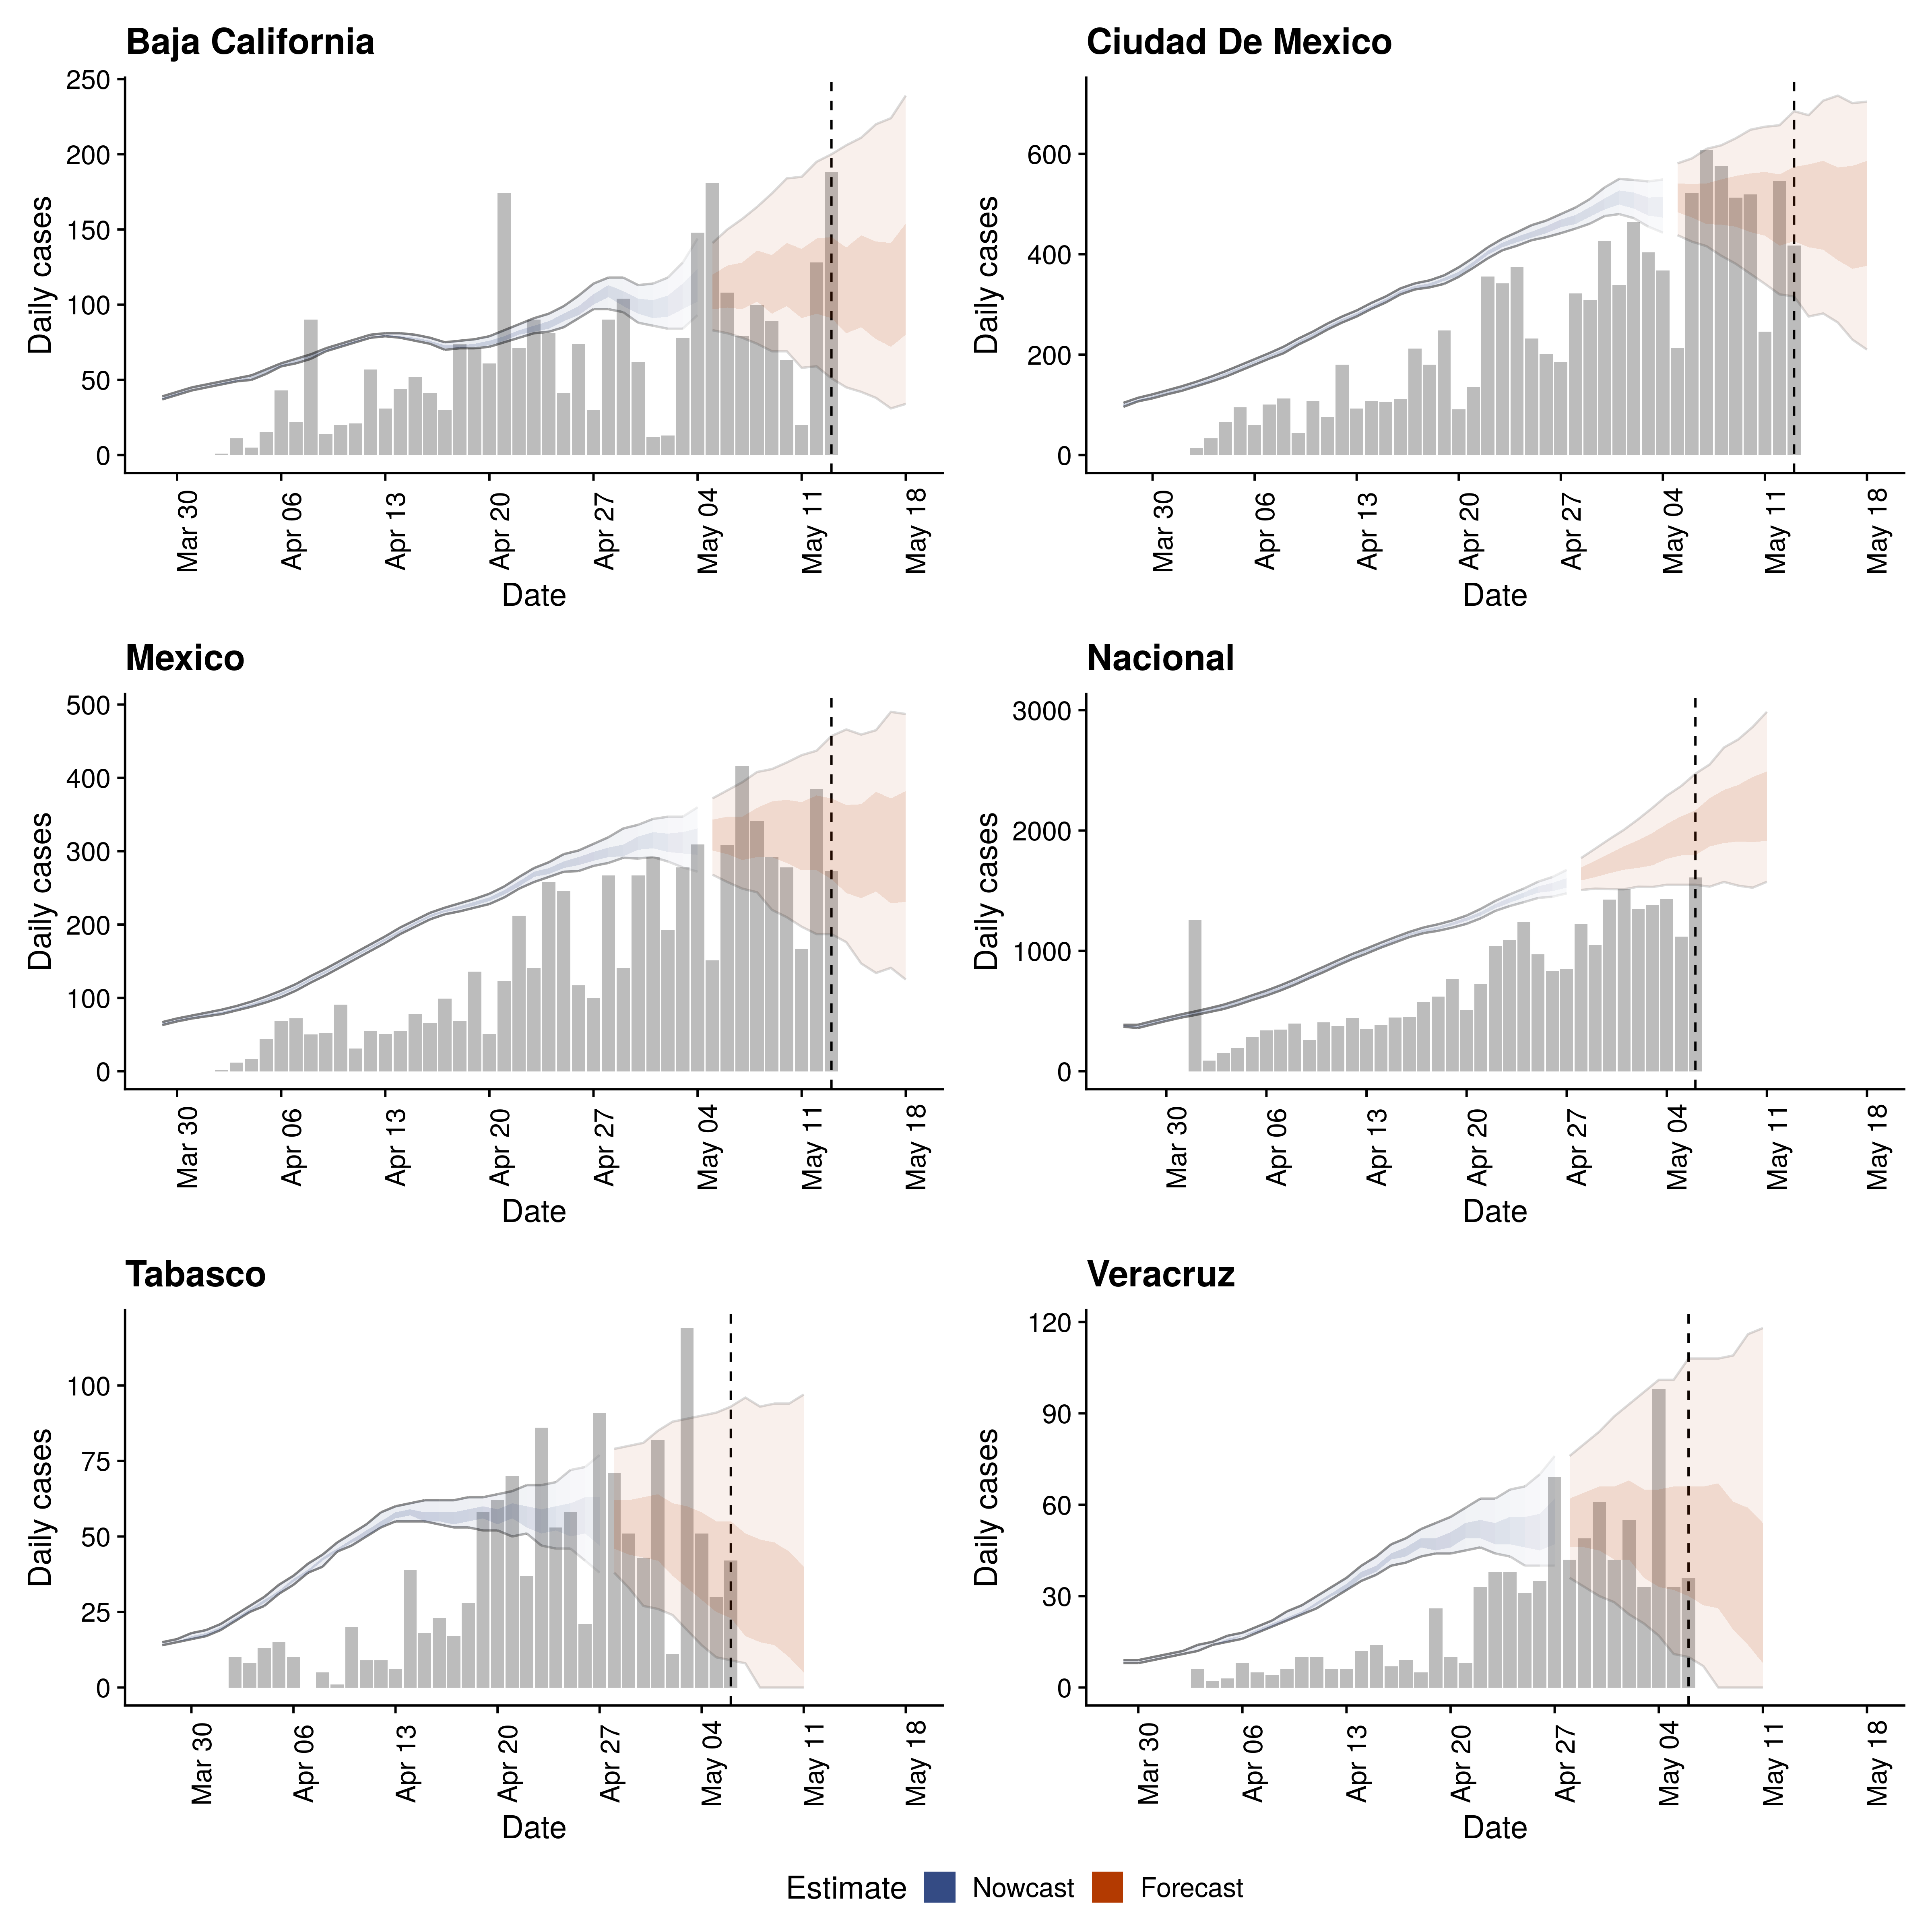 Baja California
Daily cases
250
200
150
100
50
0
Mar 30
Apr 06
Apr 13
Apr 20
Apr 27
May 04
May 11
May 18
Date
Ciudad De Mexico
Daily cases
600
400
200
0
Mar 30
Apr 06
Apr 13
Apr 20
Apr 27
May 04
May 11
May 18
Date
Mexico
Daily cases
500
400
300
200
100
0
Mar 30
Apr 06
Apr 13
Apr 20
Apr 27
May 04
May 11
May 18
Date
Nacional
Daily cases
3000
2000
1000
0
Mar 30
Apr 06
Apr 13
Apr 20
Apr 27
May 04
May 11
May 18
Date
Tabasco
Daily cases
100
75
50
25
0
Mar 30
Apr 06
Apr 13
Apr 20
Apr 27
May 04
May 11
May 18
Date
Veracruz
Daily cases
120
90
60
30
0
Mar 30
Apr 06
Apr 13
Apr 20
Apr 27
May 04
May 11
May 18
Date
Estimate Nowcast Forecast